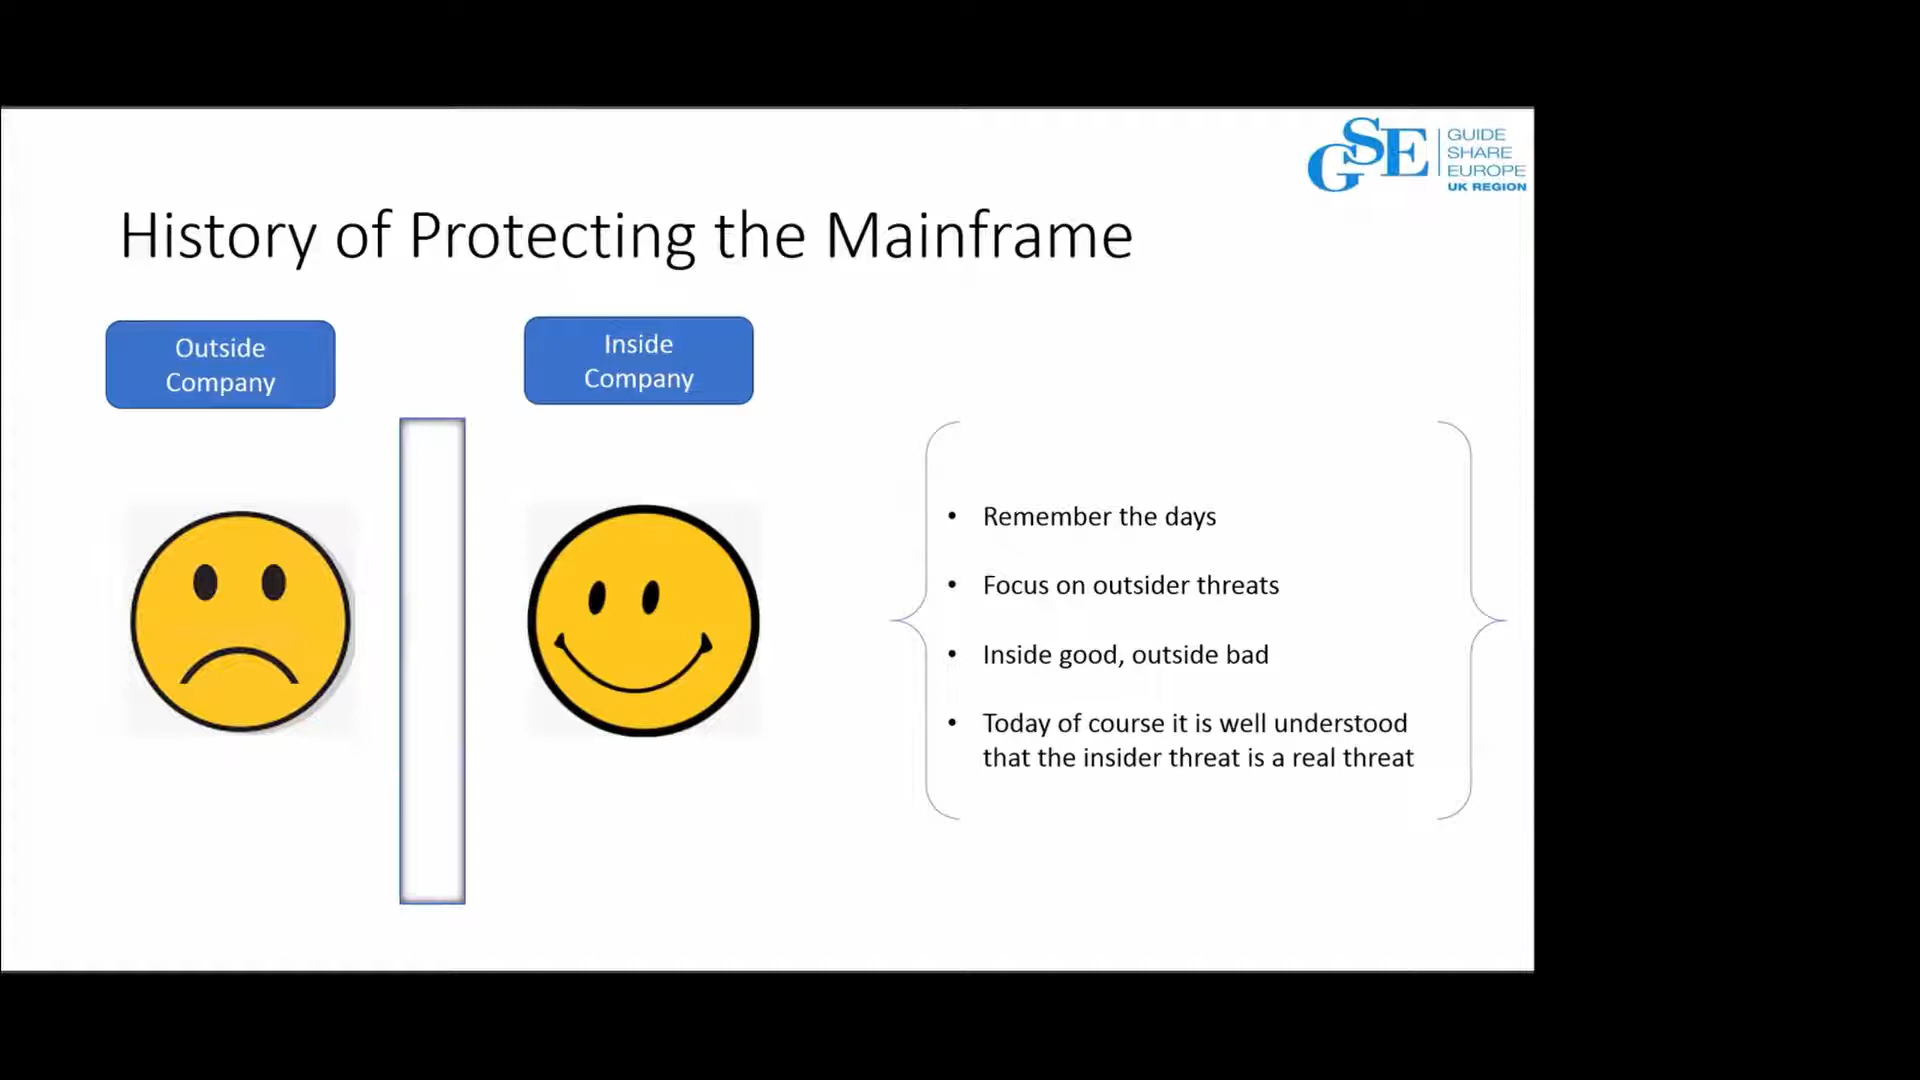 GSE
GUIDE
SHARE
EUROPE
UK REGION
History of Protecting the Mainframe
Outside
Company
Inside
Company
• Remember the days
• Focus on outsider threats
• Inside good, outside bad
• Today of course it is well understood
that the insider threat is a real threat